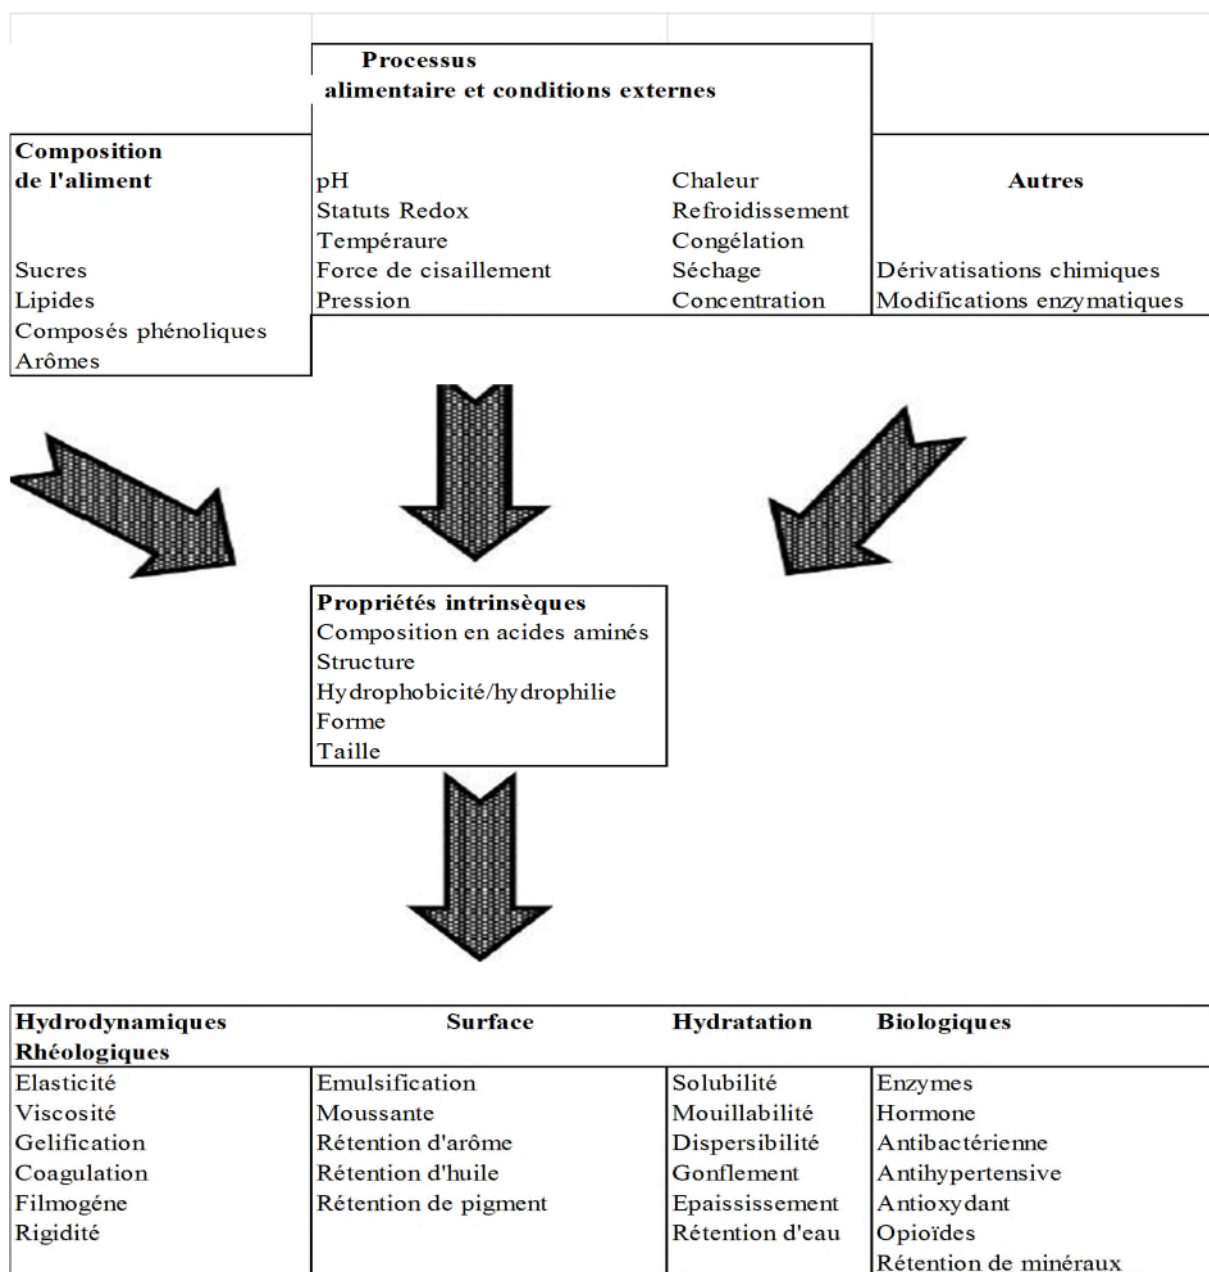 Processus
alimentaire et conditions externes
Composition
de l'aliment
Sucres
Lipides
Composés phénoliques
Arômes
pH
Statuts Redox
Tempéraure
Force de cisaillement
Pression
Chaleur
Refroidissement
Congélation
Séchage
Concentration
Autres
Dérivatisations chimiques
Modifications enzymatiques
Propriétés intrinsèques
Composition en acides aminés
Structure
Hydrophobicité/hydrophilie
Forme
Taille
Hydrodynamiques
Rhéologiques
Elasticité
Viscosité
Gelification
Coagulation
Filmogéne
Rigidité
Surface
Emulsification
Moussante
Rétention d'arôme
Rétention d'huile
Rétention de pigment
Hydratation
Solubilité
Mouillabilité
Dispersibilité
Gonflement
Epaississement
Rétention d'eau
Biologiques
Enzymes
Hormone
Antibactérienne
Antihypertensive
Antioxydant
Opioïdes
Rétention de minéraux